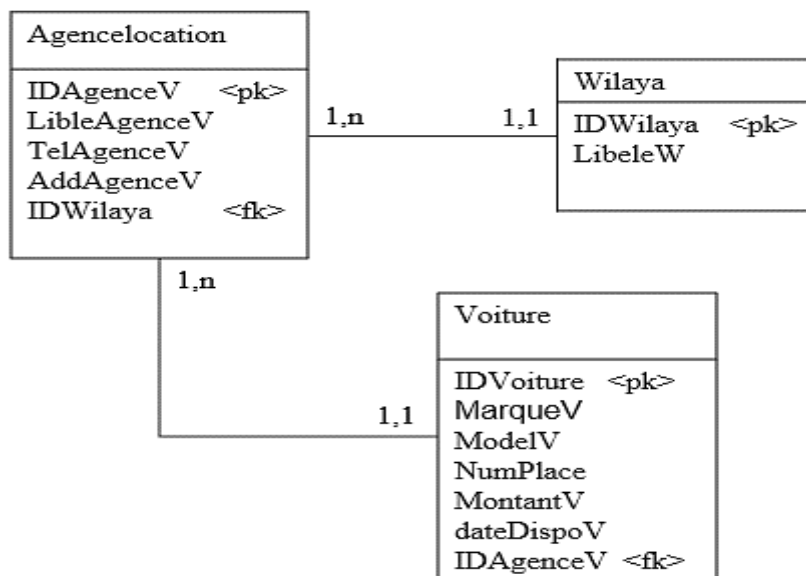 Agencelocation
IDAgenceV <pk>
LibleAgenceV
TelAgenceV
AddAgenceV
IDWilaya <fk>
1,n
1,1
Wilaya
IDWilaya <pk>
LibeleW
1,n
1,1
Voiture
IDVoiture <pk>
MarqueV
ModelV
NumPlace
MontantV
dateDispoV
IDAgenceV <fk>